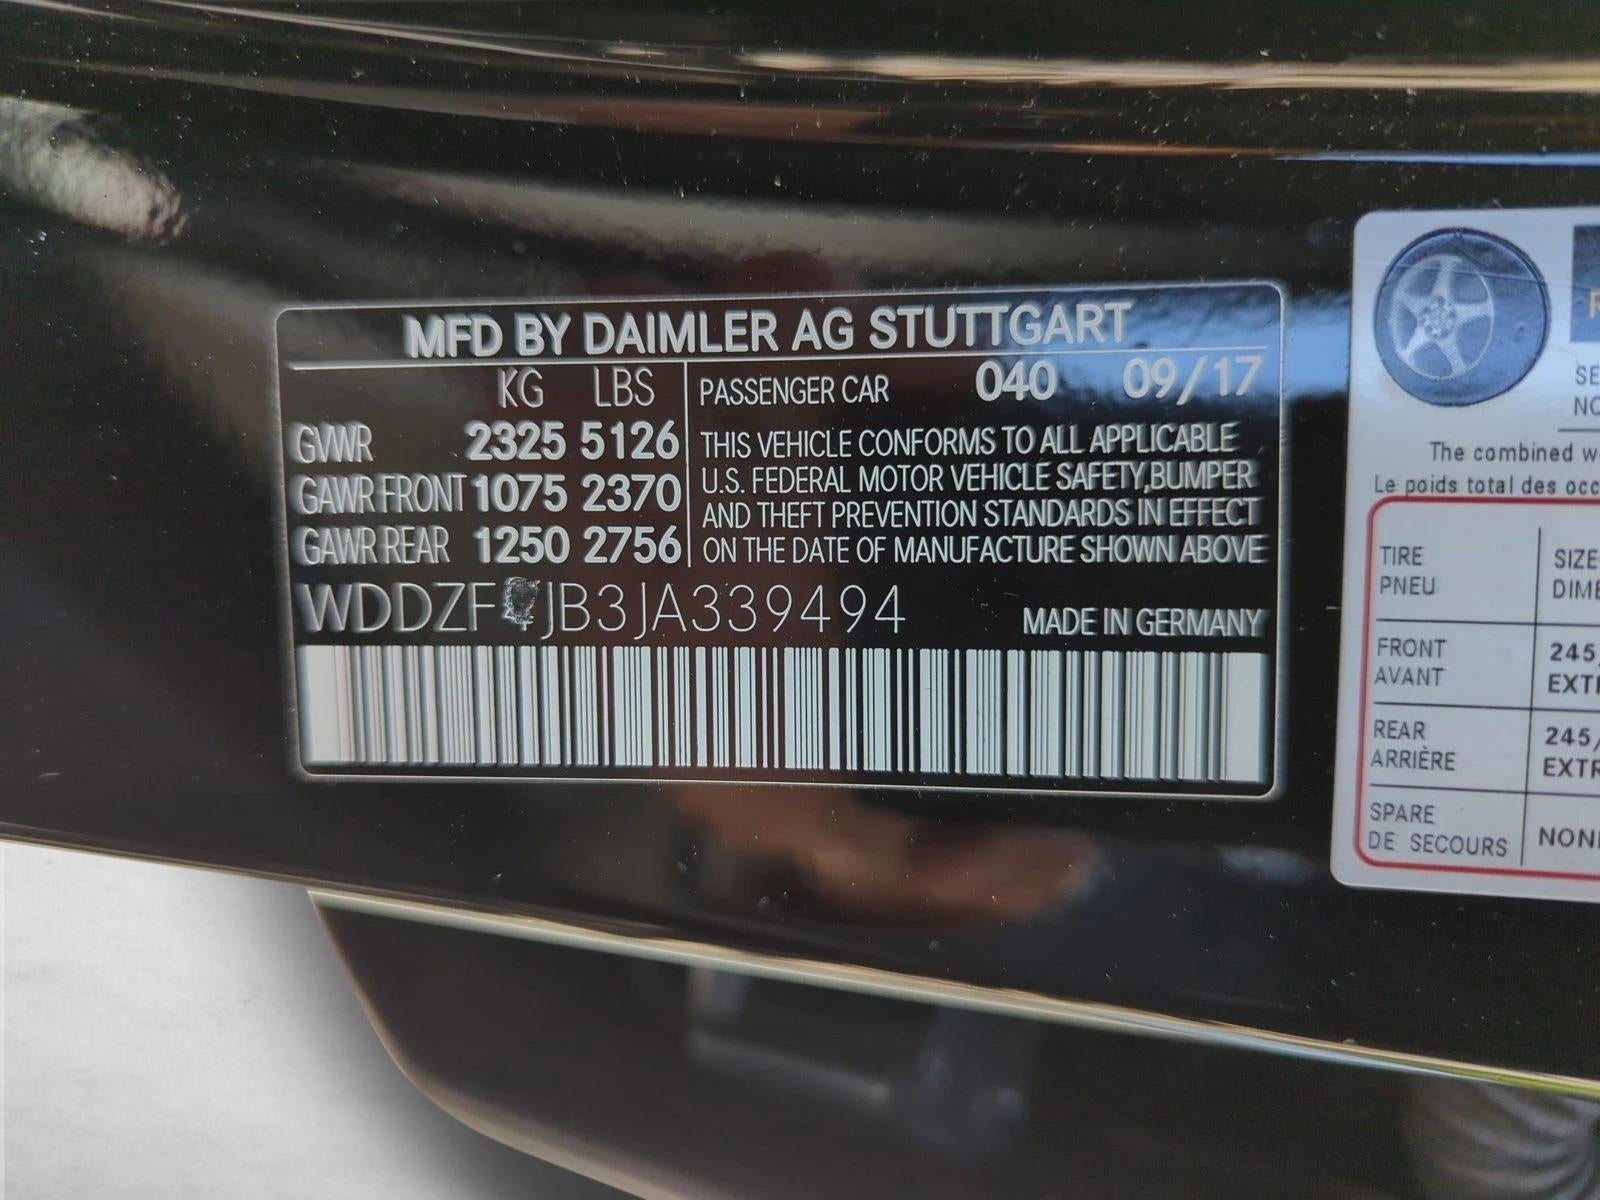 MFD BY DAIMLER AG STUTTGART
KG LBS
GVWR 2325 5126
GAWR FRONT 1075 2370
GAWR REAR 1250 2756
PASSENGER CAR 040 09/17
THIS VEHICLE CONFORMS TO ALL APPLICABLE
U.S. FEDERAL MOTOR VEHICLE SAFETY, BUMPER
AND THEFT PREVENTION STANDARDS IN EFFECT
ON THE DATE OF MANUFACTURE SHOWN ABOVE
MADE IN GERMANY
The combined
Le poids total des
TIRE
PNEU
FRONT
AVANT
245
REAR
ARRIÈRE
245
SPARE
DE SECOURS